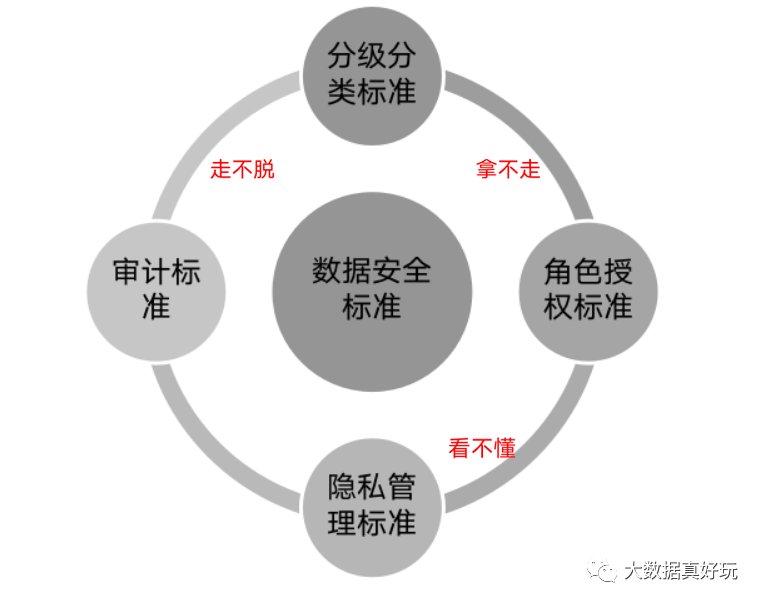 分级分
类标准
走不脱
拿不走
审计标
准
数据安全
标准
角色授
权标准
看不懂
隐私管
理标准
大数据真好玩